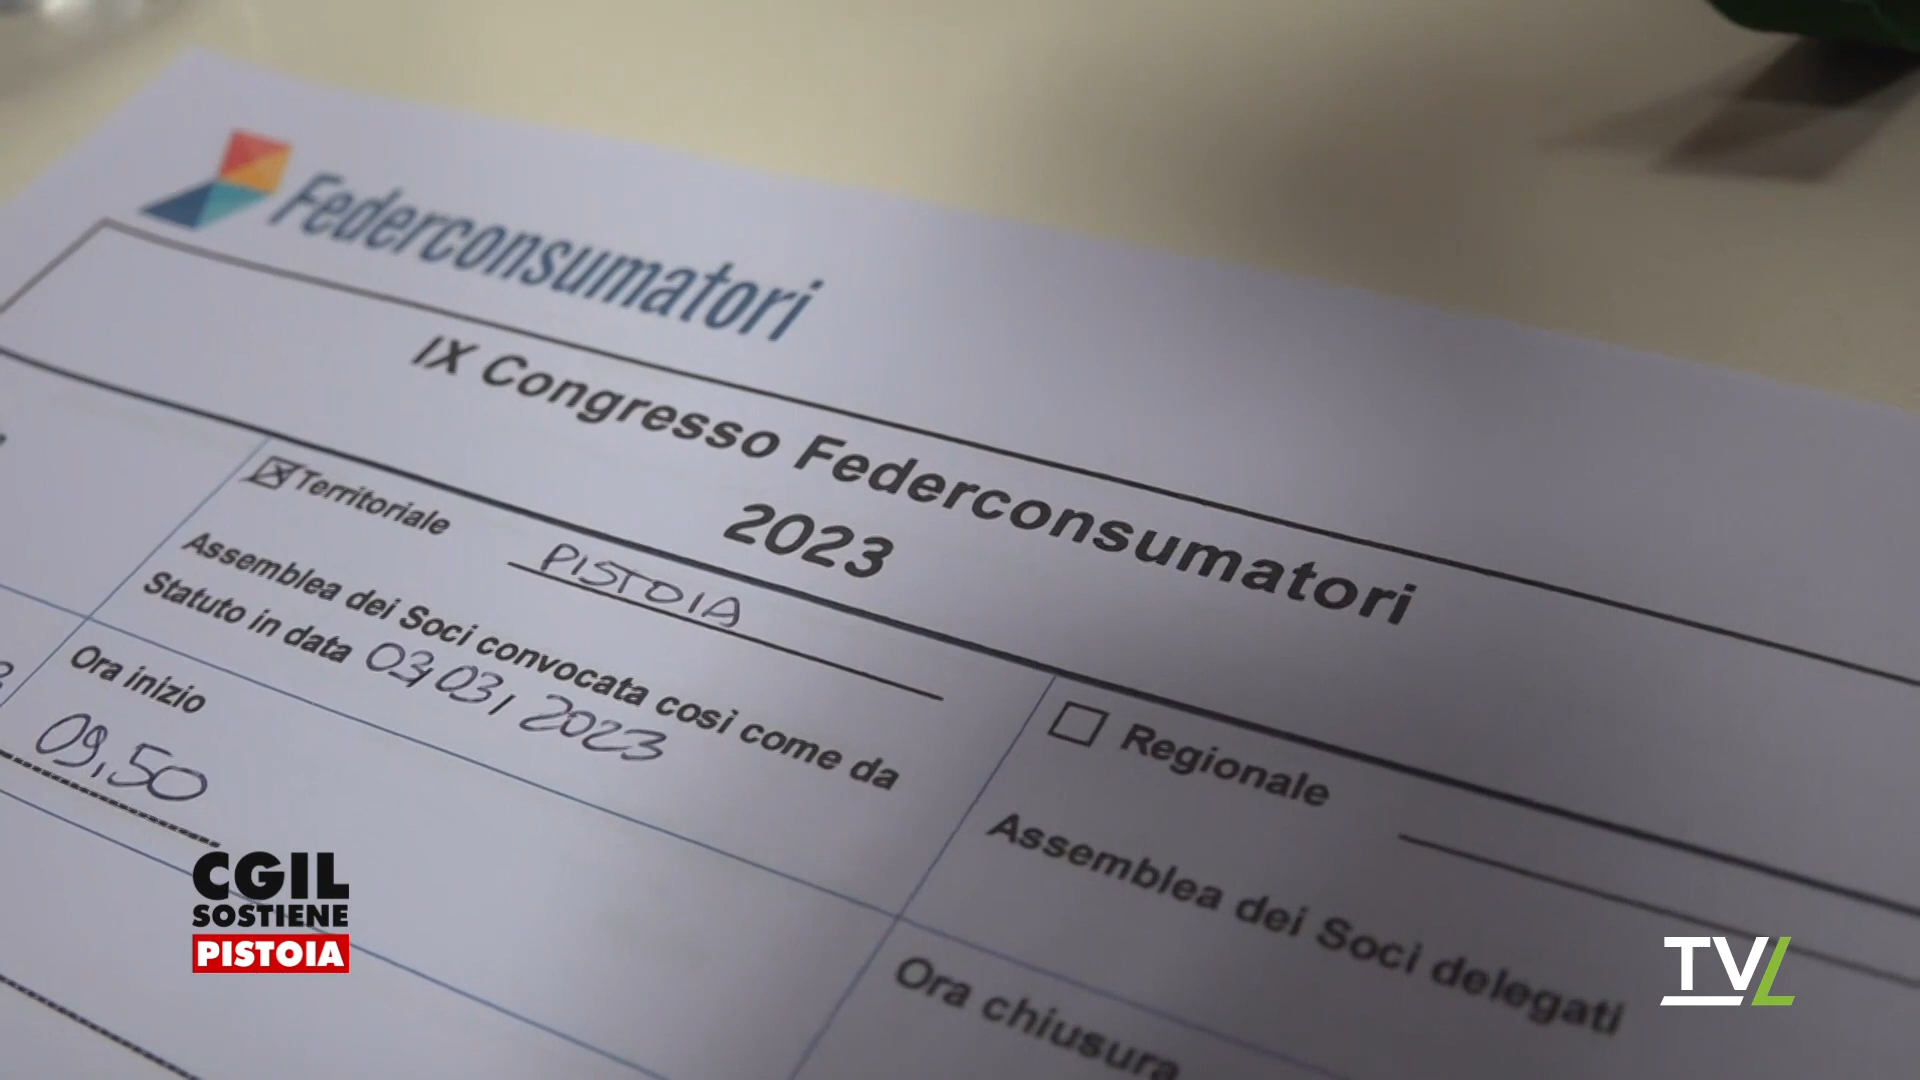 Federconsumatori
IX Congresso Federconsumatori
2023
Territoriale PISTOIA
Assemblea dei Soci convocata così come da
Statuto in data 03/03/2023
Ora inizio
09,50
Regionale
Assemblea dei Soci delegati
Ora chiusura
CGIL
SOSTIENE
PISTOIA
TVL